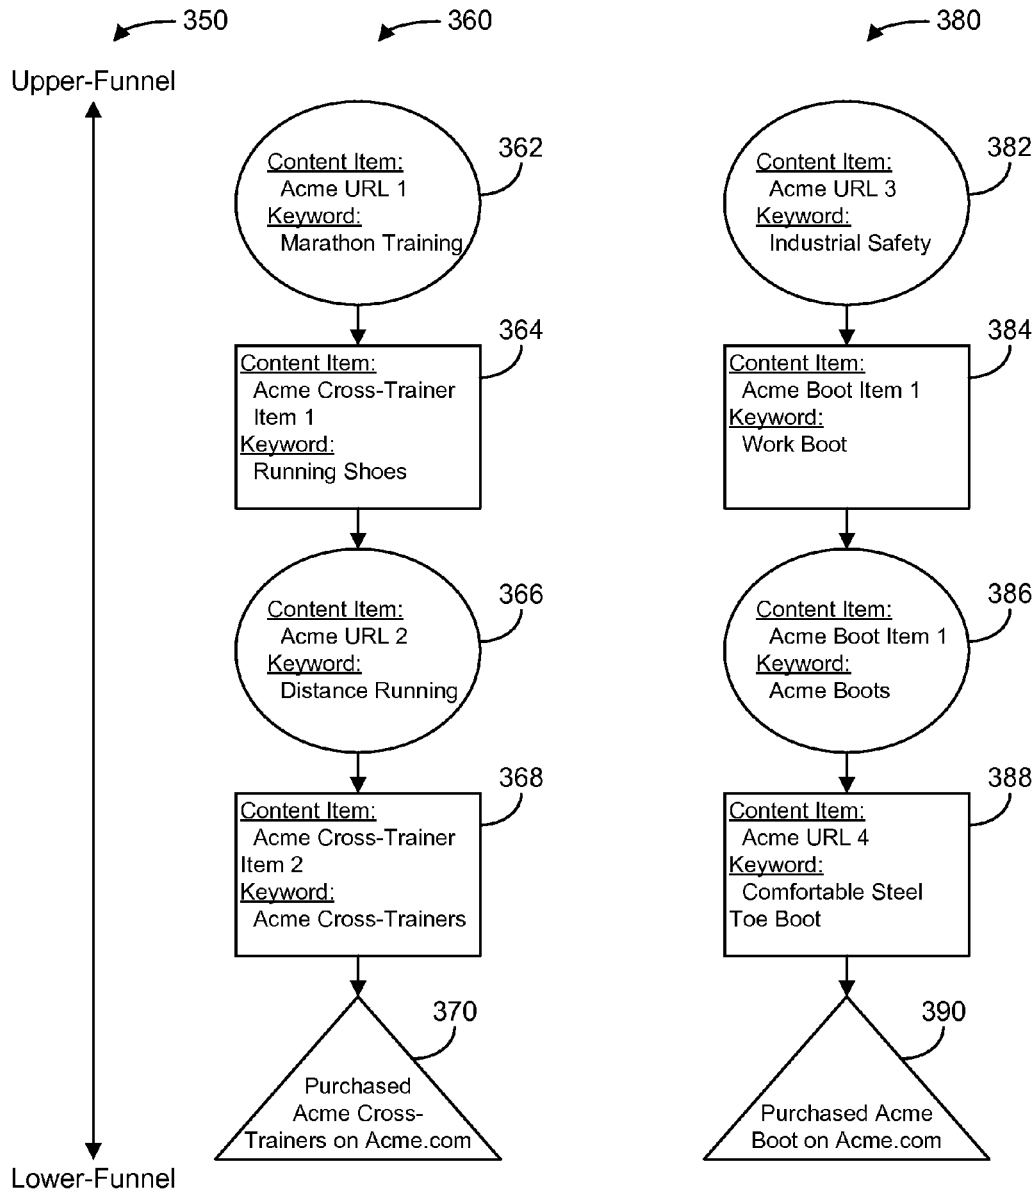 350
360
380
Upper-Funnel
362
Content Item:
Acme URL 1
Keyword:
Marathon Training
382
Content Item:
Acme URL 3
Keyword:
Industrial Safety
364
Content Item:
Acme Cross-Trainer
Item 1
Keyword:
Running Shoes
384
Content Item:
Acme Boot Item 1
Keyword:
Work Boot
366
Content Item:
Acme URL 2
Keyword:
Distance Running
386
Content Item:
Acme Boot Item 1
Keyword:
Acme Boots
368
Content Item:
Acme Cross-Trainer
Item 2
Keyword:
Acme Cross-Trainers
388
Content Item:
Acme URL 4
Keyword:
Comfortable Steel
Toe Boot
370
Purchased
Acme Cross-
Trainers on Acme.com
390
Purchased Acme
Boot on Acme.com
Lower-Funnel